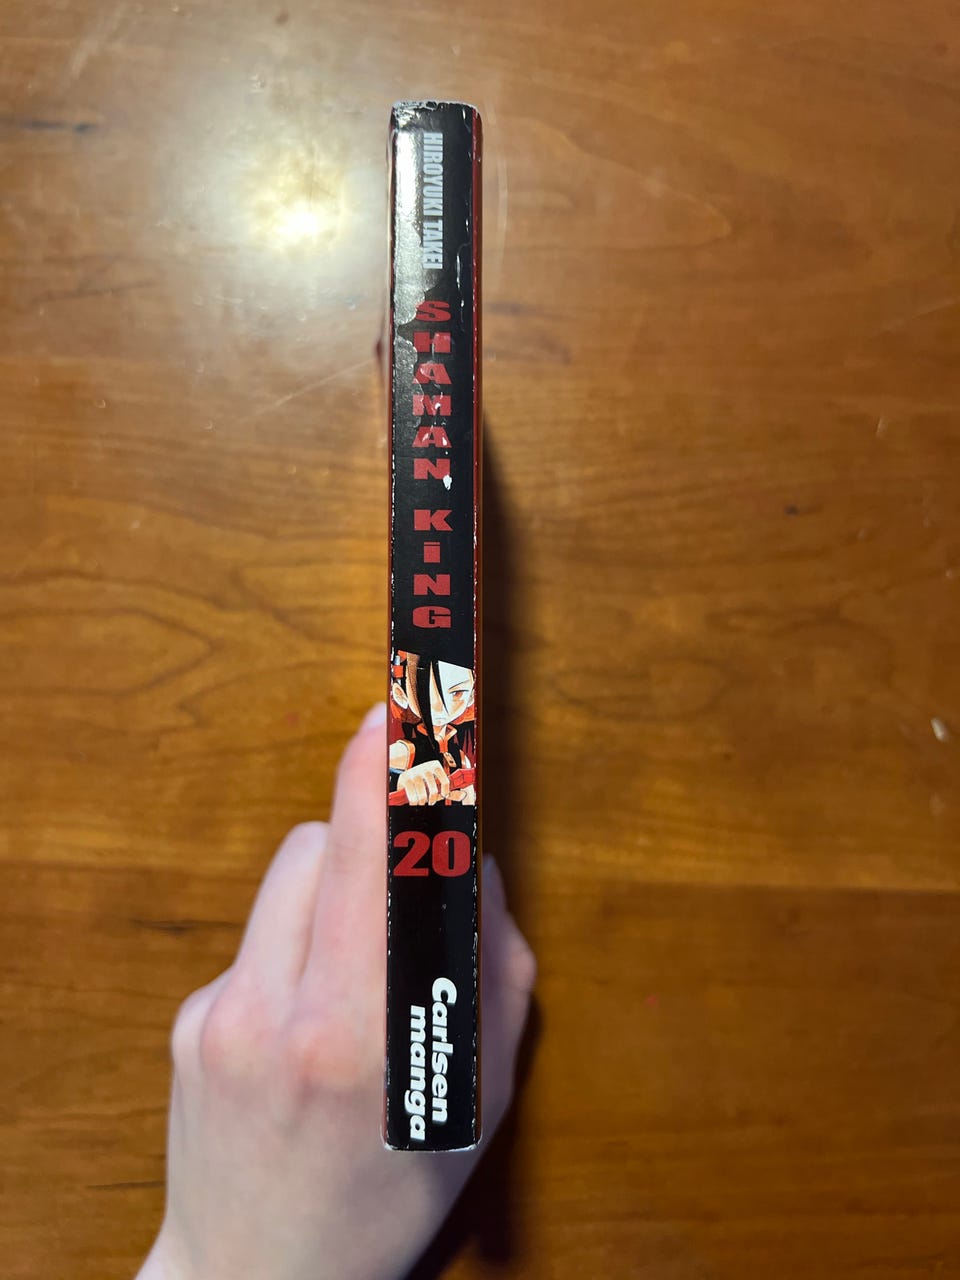 HIROYUKI TAKEI
SHAMAN KING
20
Carlsen
manga